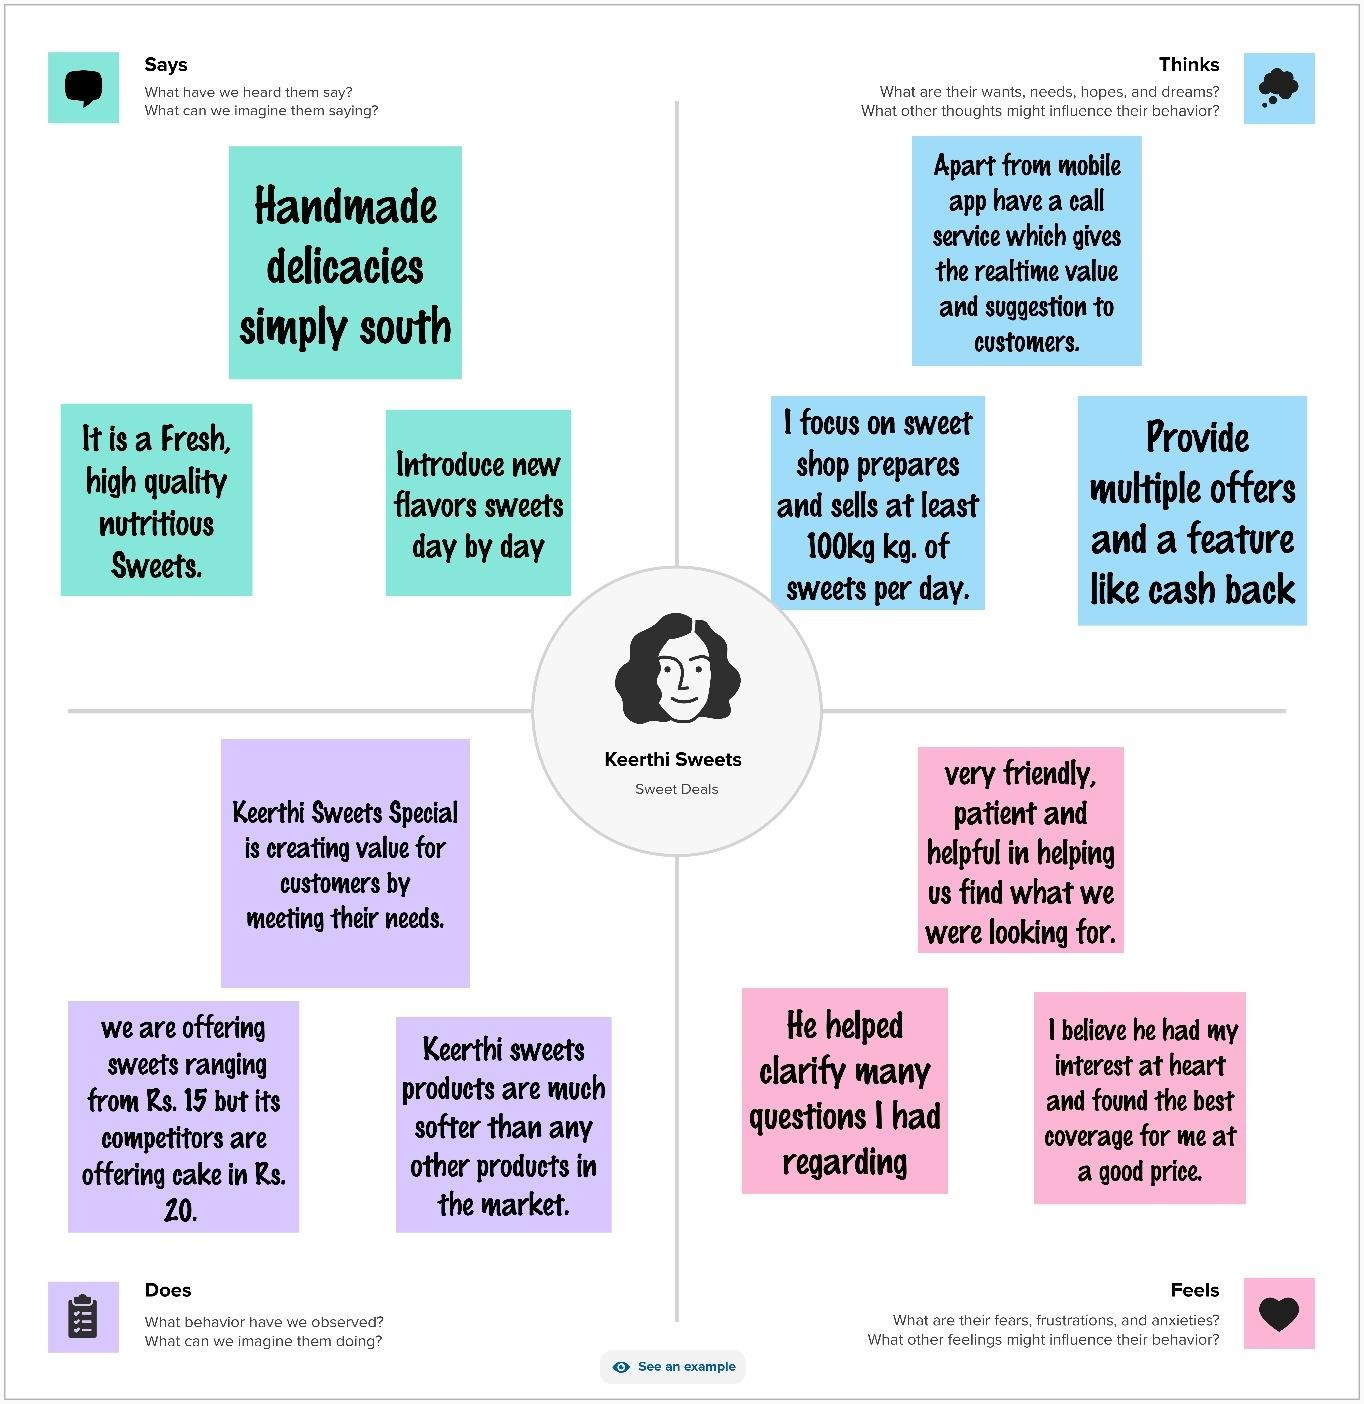 Says
What have we heard them say?
What can we imagine them saying?
Handmade
delicacies
simply south
It is a Fresh,
high quality
nutritious
Sweets.
Introduce new
flavors sweets
day by day
Thinks
What are their wants, needs, hopes, and dreams?
What other thoughts might influence their behavior?
Apart from mobile
app have a call
service which gives
the realtime value
and suggestion to
customers.
I focus on sweet
shop prepares
and sells at least
100kg kg. of
sweets per day.
Provide
multiple offers
and a feature
like cash back
Keerthi Sweets
Sweet Deals
Keerthi Sweets Special
is creating value for
customers by
meeting their needs.
we are offering
sweets ranging
from Rs. 15 but its
competitors are
offering cake in Rs.
20.
Keerthi sweets
products are much
softer than any
other products in
the market.
Does
What behavior have we observed?
What can we imagine them doing?
very friendly,
patient and
helpful in helping
us find what we
were looking for.
He helped
clarify many
questions I had
regarding
I believe he had my
interest at heart
and found the best
coverage for me at
a good price.
Feels
What are their fears, frustrations, and anxieties?
What other feelings might influence their behavior?
See an example